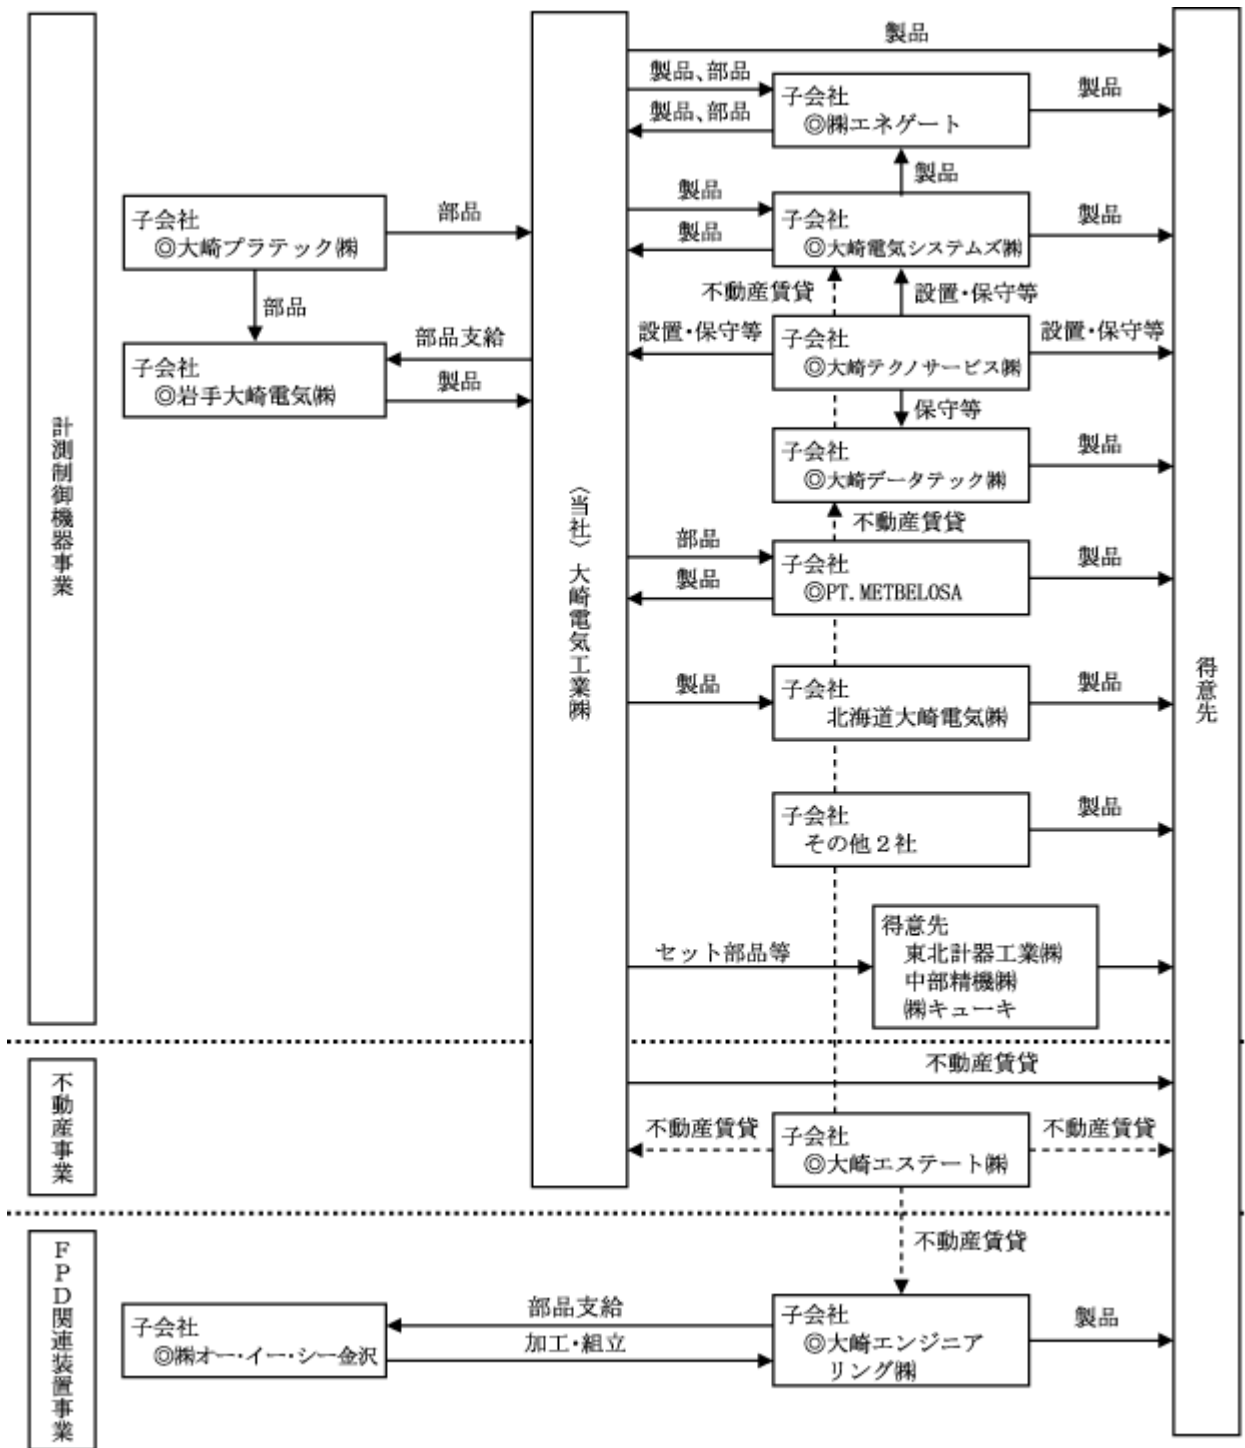 計測制御機器事業
製品
製品、部品
子会社
◎㈱エネゲート
製品
製品、部品
製品
子会社
◎大崎プラテック㈱
部品
製品
子会社
◎大崎電気システムズ㈱
製品
製品
部品
不動産賃貸
設置・保守等
子会社
◎岩手大崎電気㈱
部品支給
製品
設置・保守等
子会社
◎大崎テクノサービス㈱
設置・保守等
保守等
子会社
◎大崎データテック㈱
製品
〈当社〉大崎電気工業㈱
不動産賃貸
部品
製品
子会社
◎PT. METBELOSA
製品
製品
子会社
北海道大崎電気㈱
製品
得意先
子会社
その他2社
製品
セット部品等
得意先
東北計器工業㈱
中部精機㈱
㈱キューキ
不動産事業
不動産賃貸
不動産賃貸
子会社
◎大崎エステート㈱
不動産賃貸
不動産賃貸
FPD関連装置事業
子会社
◎㈱オー・イー・シー金沢
部品支給
加工・組立
子会社
◎大崎エンジニア
リング㈱
製品